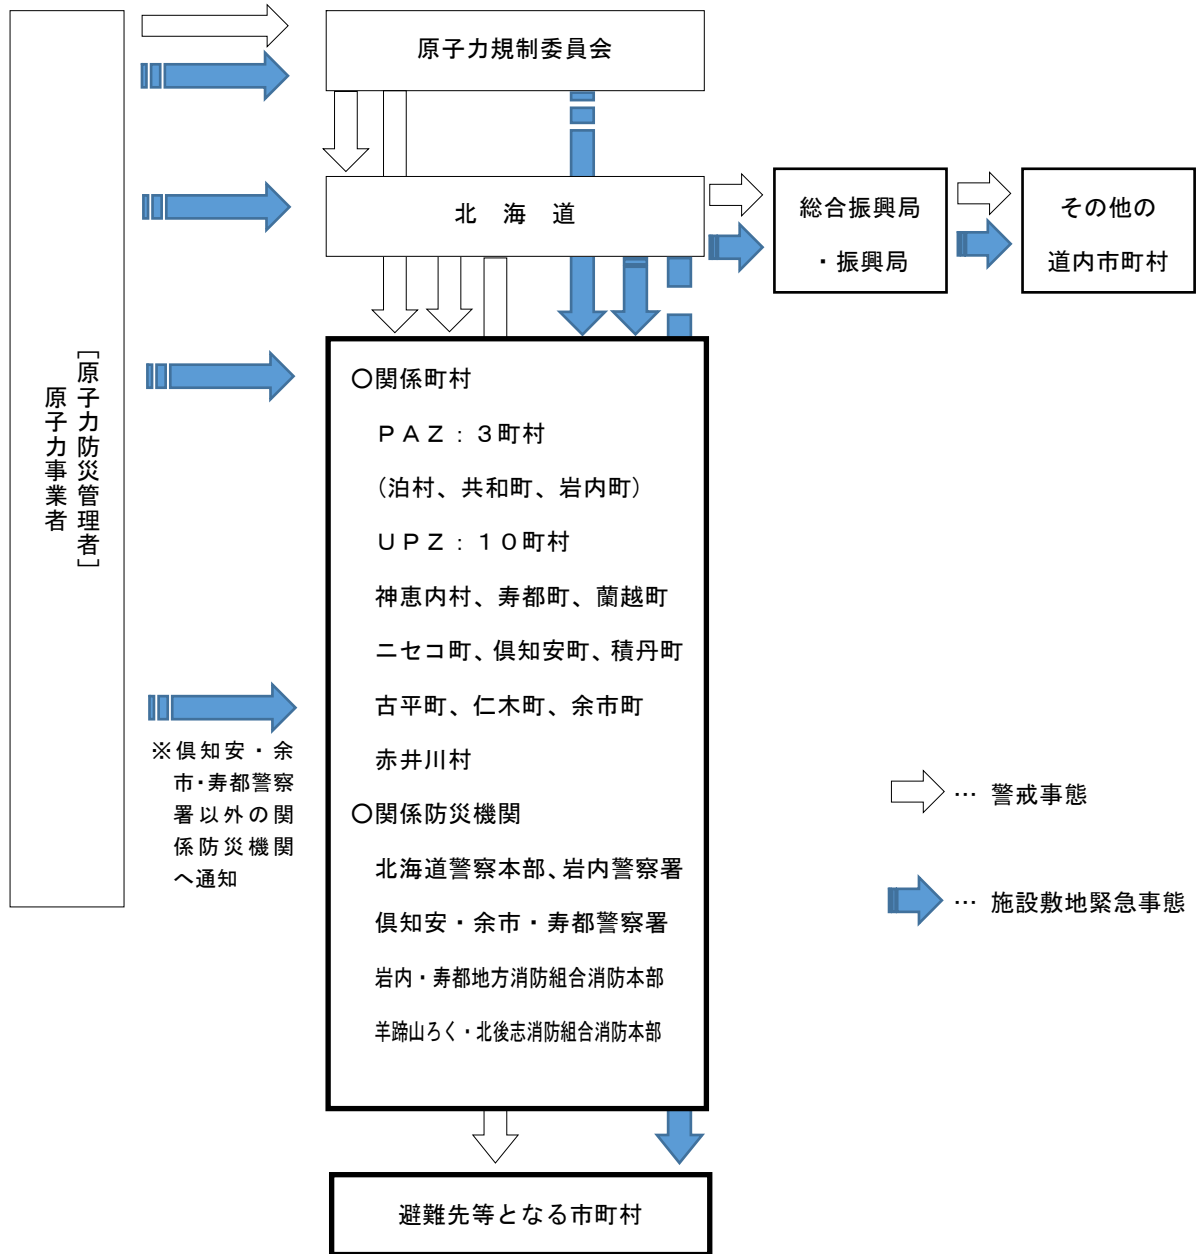 原子力規制委員会
北　海　道
総合振興局
・振興局
その他の
道内市町村
原子力事業者
[原子力防災管理者]
○関係町村
ＰＡＺ：３町村
(泊村、共和町、岩内町)
ＵＰＺ：１０町村
神恵内村、寿都町、蘭越町
ニセコ町、倶知安町、積丹町
古平町、仁木町、余市町
赤井川村
○関係防災機関
北海道警察本部、岩内警察署
倶知安・余市・寿都警察署
岩内・寿都地方消防組合消防本部
羊蹄山ろく・北後志消防組合消防本部
※倶知安・余
市・寿都警察
署以外の関
係防災機関
へ通知
… 警戒事態
… 施設敷地緊急事態
避難先等となる市町村